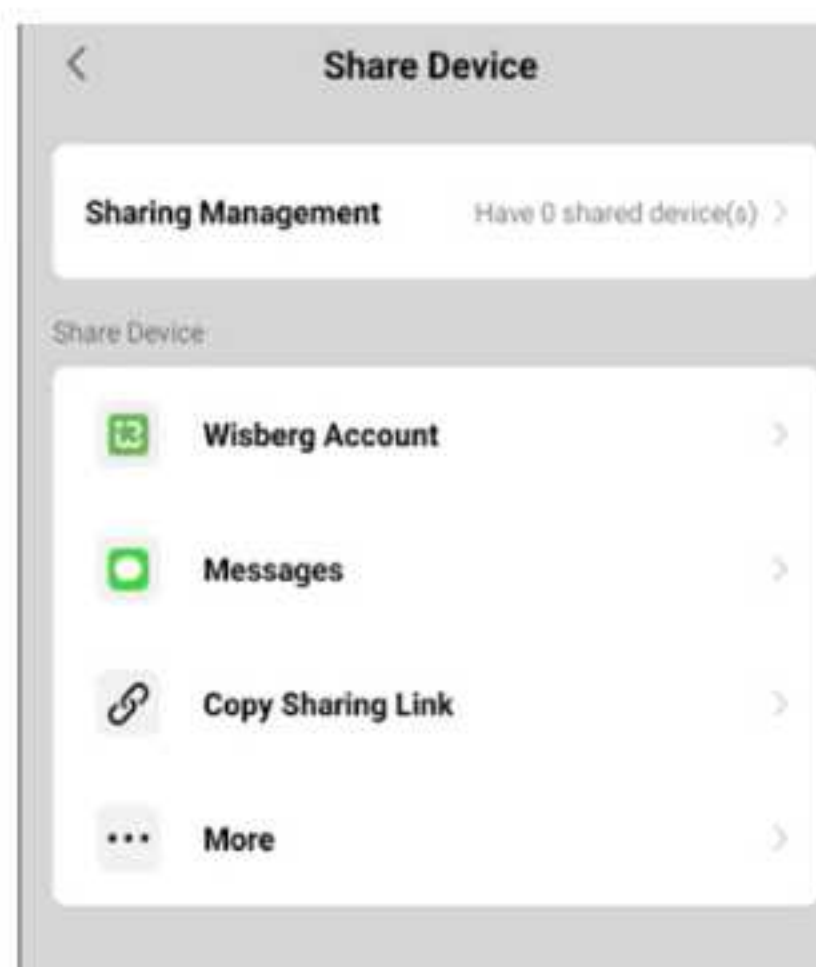 Share Device
Sharing Management Have 0 shared device(s)
Share Device
Wisberg Account
Messages
Copy Sharing Link
More